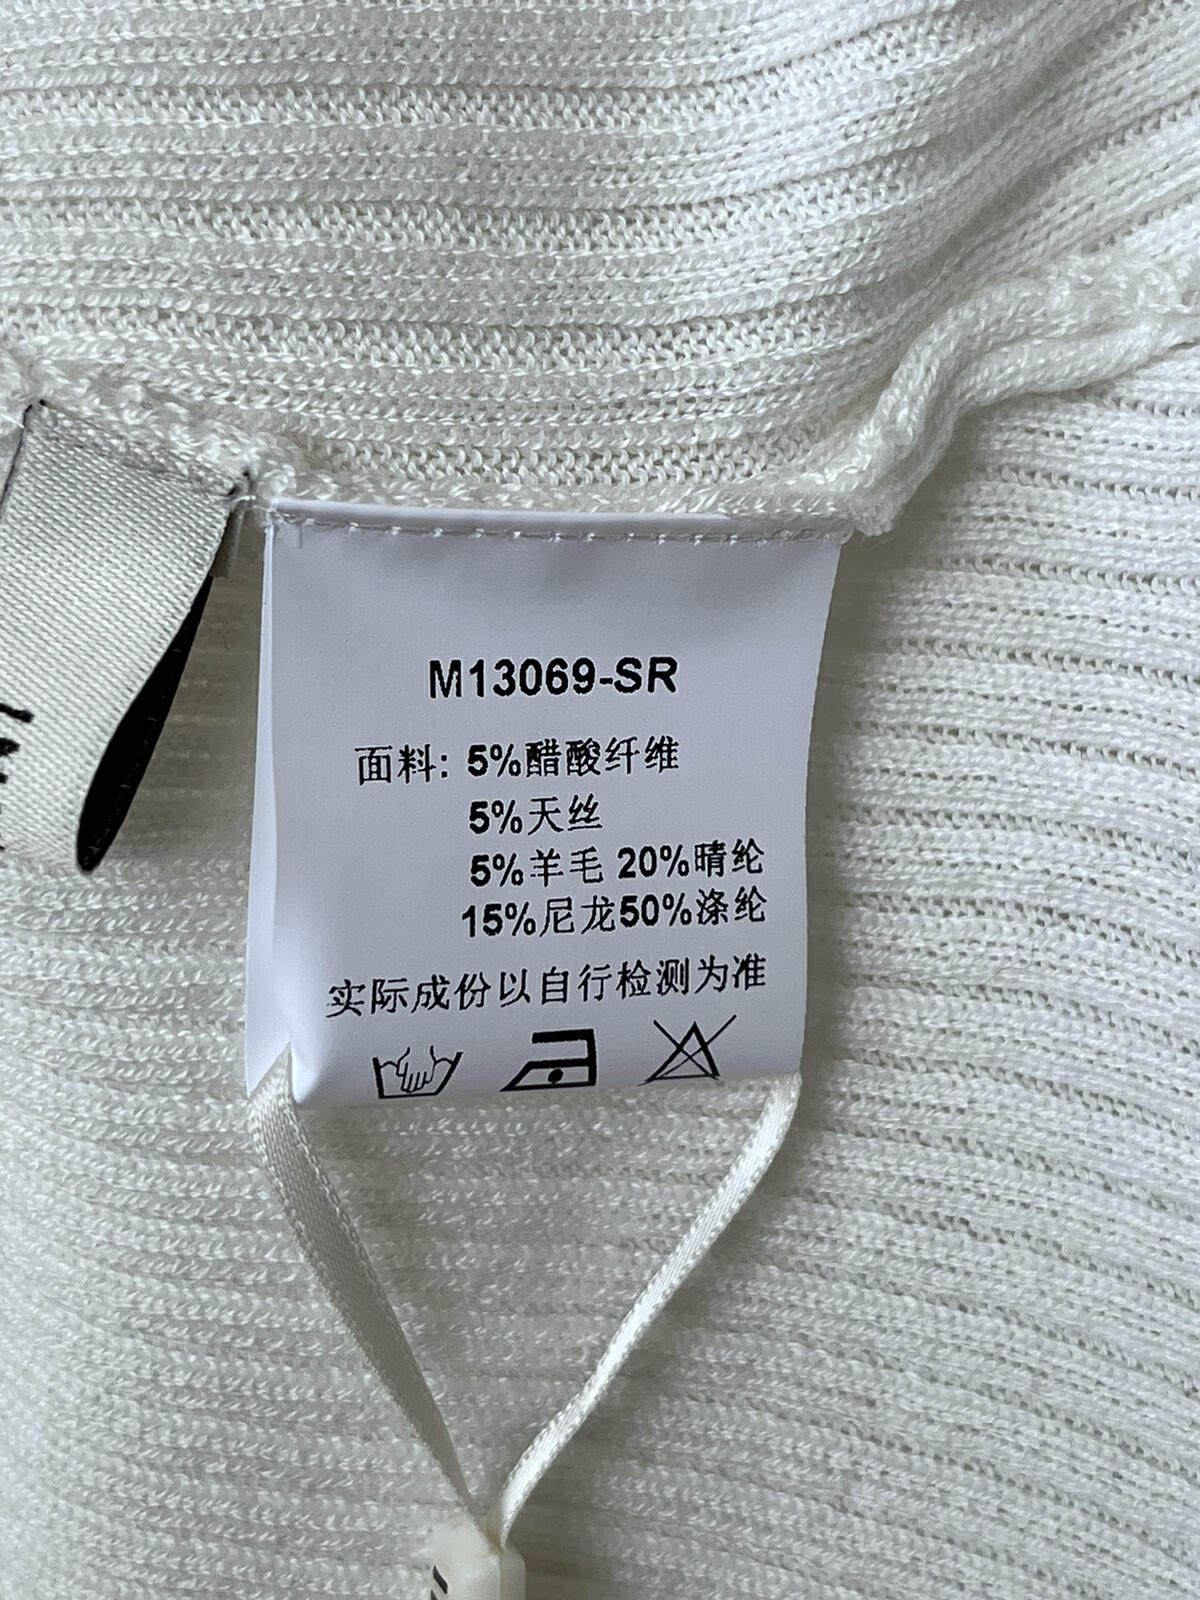 M13069-SR
面料: 5%醋酸纤维
5%天丝
5%羊毛 20%晴纶
15%尼龙50%涤纶
实际成份以自行检测为准